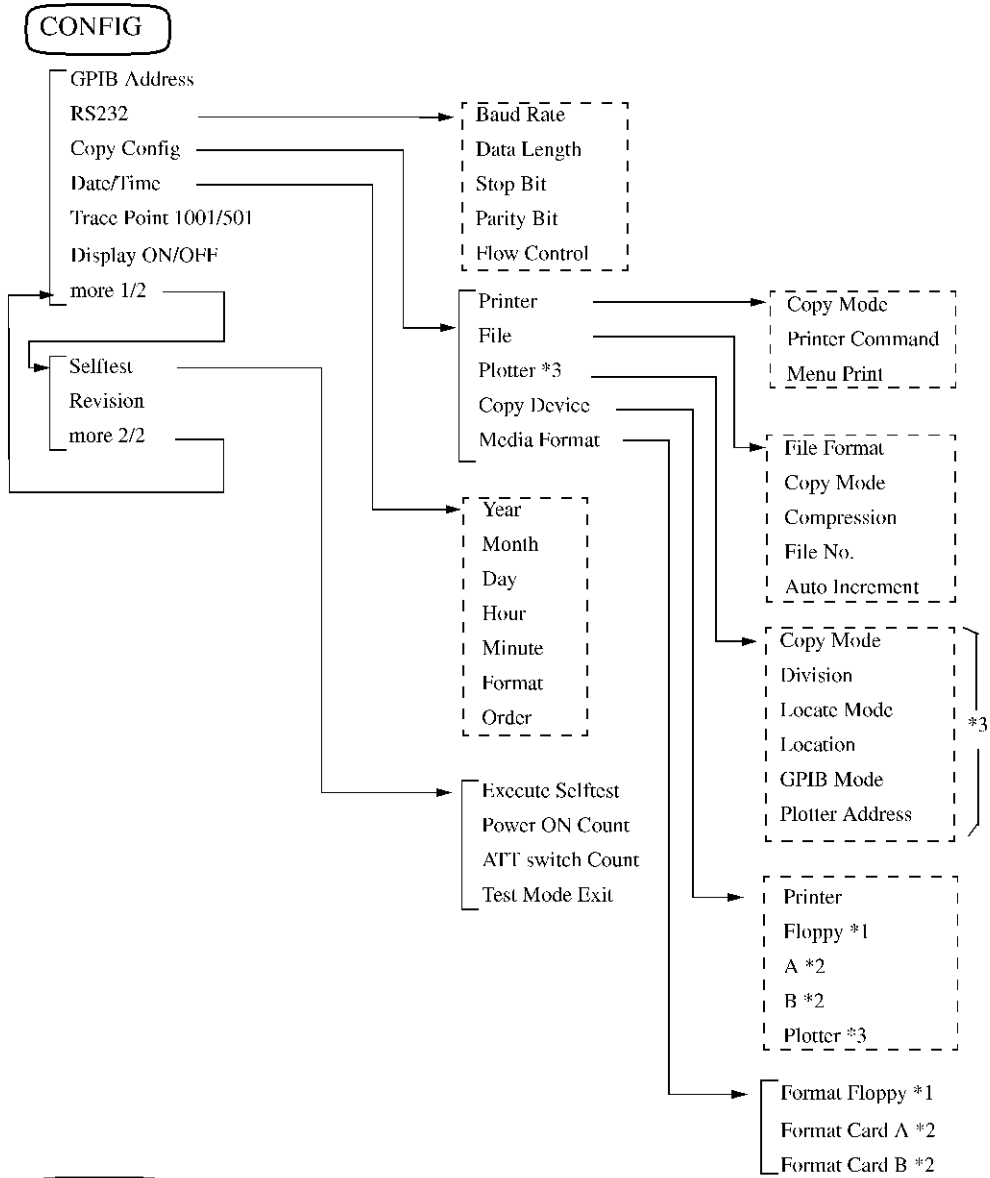 CONFIG
GPIB Address
RS232
Copy Config
Date/Time
Trace Point 1001/501
Display ON/OFF
more 1/2
Selftest
Revision
more 2/2
Baud Rate
Data Length
Stop Bit
Parity Bit
Flow Control
Printer
File
Plotter *3
Copy Device
Media Format
Year
Month
Day
Hour
Minute
Format
Order
Execute Selftest
Power ON Count
ATT switch Count
Test Mode Exit
Copy Mode
Printer Command
Menu Print
File Format
Copy Mode
Compression
File No.
Auto Increment
Copy Mode
Division
Locate Mode
Location
GPIB Mode
Plotter Address
*3
Printer
Floppy *1
A *2
B *2
Plotter *3
Format Floppy *1
Format Card A *2
Format Card B *2